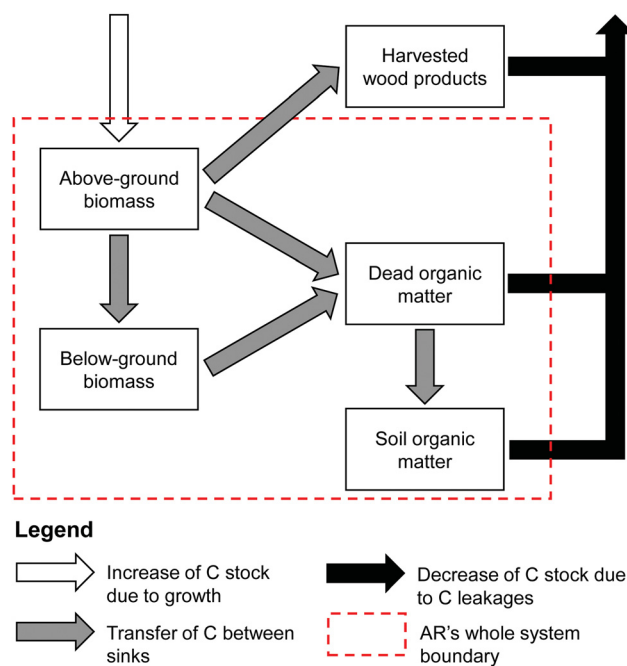 Harvested
wood products
Above-ground
biomass
Dead organic
matter
Below-ground
biomass
Soil organic
matter
Legend
Increase of C stock
due to growth
Decrease of C stock due
to C leakages
Transfer of C between
sinks
AR's whole system
boundary